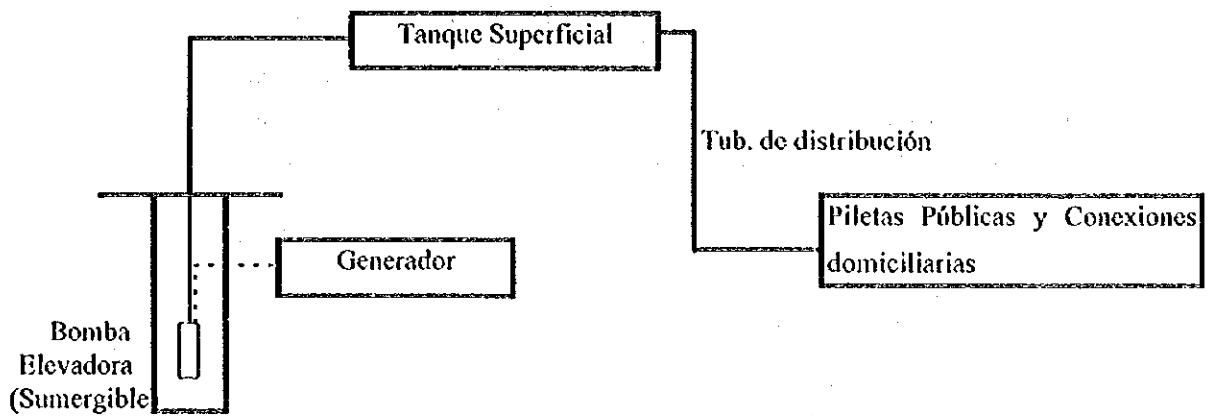 Tanque Superficial
Tub. de distribución
Piletas Públicas y Conexiones
domiciliarias
Generador
Bomba
Elevadora
(Sumergible